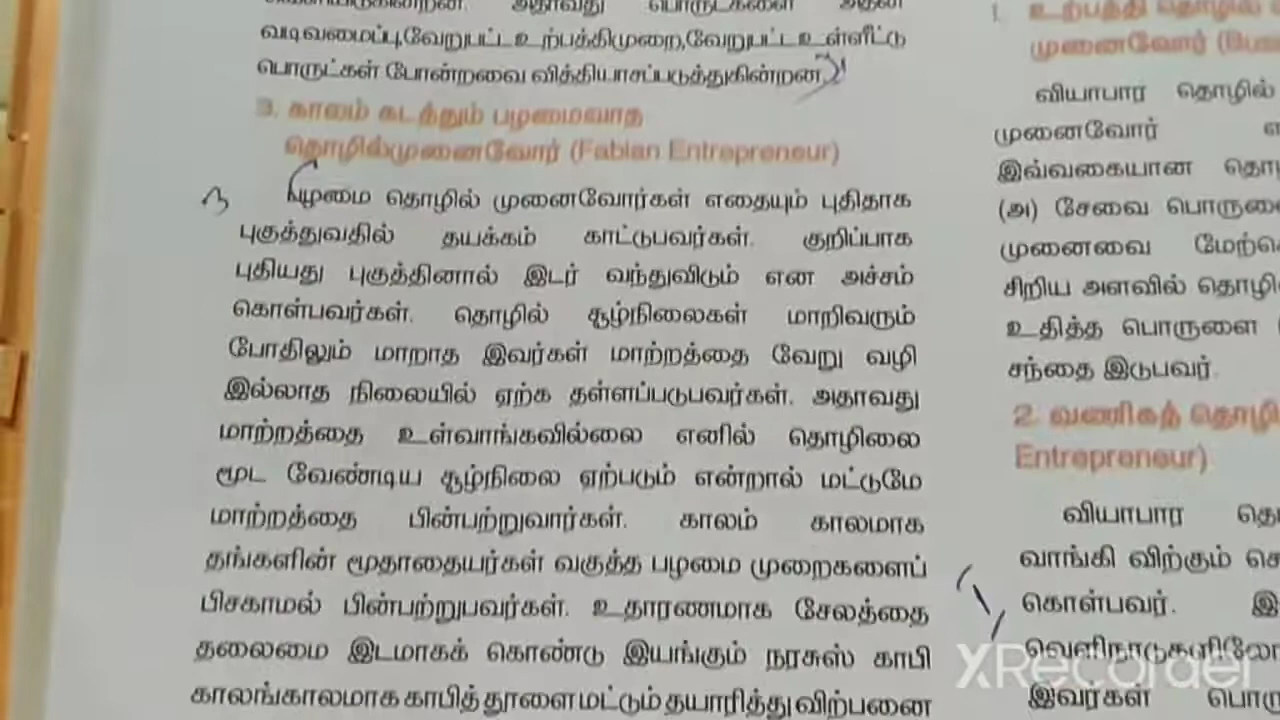 வடிவமைப்பு,வேறுபட்ட உற்பத்திமுறை,வேறுபட்ட உள்ளீட்டு
பொருட்கள் போன்றவை வித்தியாசப்படுத்துகின்றன.
3. காலம் கடத்தும் பழமைவாத
தொழில்முனைவோர் (Fabian Entrepreneur)
3
பழமை தொழில் முனைவோர்கள் எதையும் புதிதாக
புகுத்துவதில் தயக்கம் காட்டுபவர்கள். குறிப்பாக
புதியது புகுத்தினால் இடர் வந்துவிடும் என அச்சம்
கொள்பவர்கள். தொழில் சூழ்நிலைகள் மாறிவரும்
போதிலும் மாறாத இவர்கள் மாற்றத்தை வேறு வழி
இல்லாத நிலையில் ஏற்க தள்ளப்படுபவர்கள். அதாவது
மாற்றத்தை உள்வாங்கவில்லை எனில் தொழிலை
மூட வேண்டிய சூழ்நிலை ஏற்படும் என்றால் மட்டுமே
மாற்றத்தை பின்பற்றுவார்கள். காலம் காலமாக
தங்களின் மூதாதையர்கள் வகுத்த பழமை முறைகளைப்
பிசகாமல் பின்பற்றுபவர்கள். உதாரணமாக சேலத்தை
தலைமை இடமாகக் கொண்டு இயங்கும் நரசுஸ் காபி
காலங்காலமாக காபித் தூளை மட்டும் தயாரித்து விற்பனை
1. உற்பத்தி தொழில்
முனைவோர்
வியாபார தொழில்
முனைவோர்
இவ்வகையான
(அ) சேவை
முனைவை
சிறிய அளவில்
உதித்த பொருளை
சந்தை இடுபவர்.
2. வணிகத்
Entrepreneur)
வியாபார
வாங்கி விற்கும்
கொள்பவர்.
இவர்கள்
XRecorder